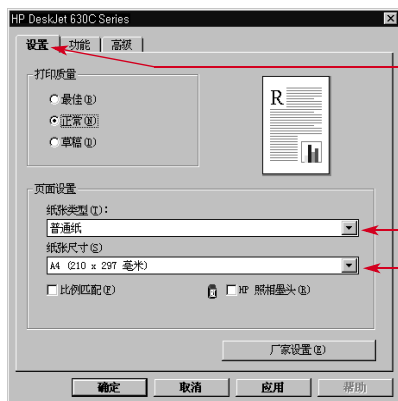 HP DeskJet 630C Series
设置 功能 高级
打印质量
最佳(B)
正常(N)
草稿(D)
R
页面设置
纸张类型(T):
普通纸
纸张尺寸(S)
A4 (210 x 297 毫米)
比例匹配(F) HP 照相墨头(R)
厂家设置(E)
确定 取消 应用 帮助